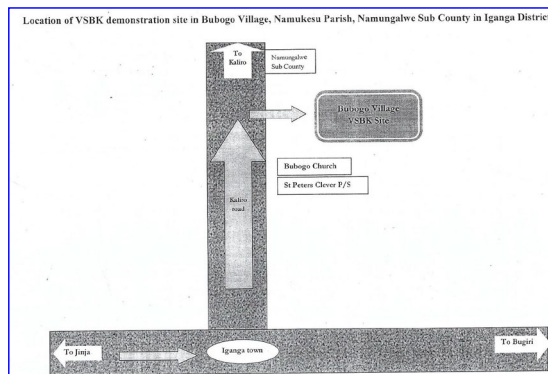 Location of VSBK demonstration site in Bubogo Village, Namukesu Parish, Namungalwe Sub County in Iganga District
To
Kaliro
Namungalwe
Sub County
Bubogo Village
VSBK Site
Bubogo Church
St Peters Clever P/S
Kaliro
road
To Jinja
Iganga town
To Bugiri